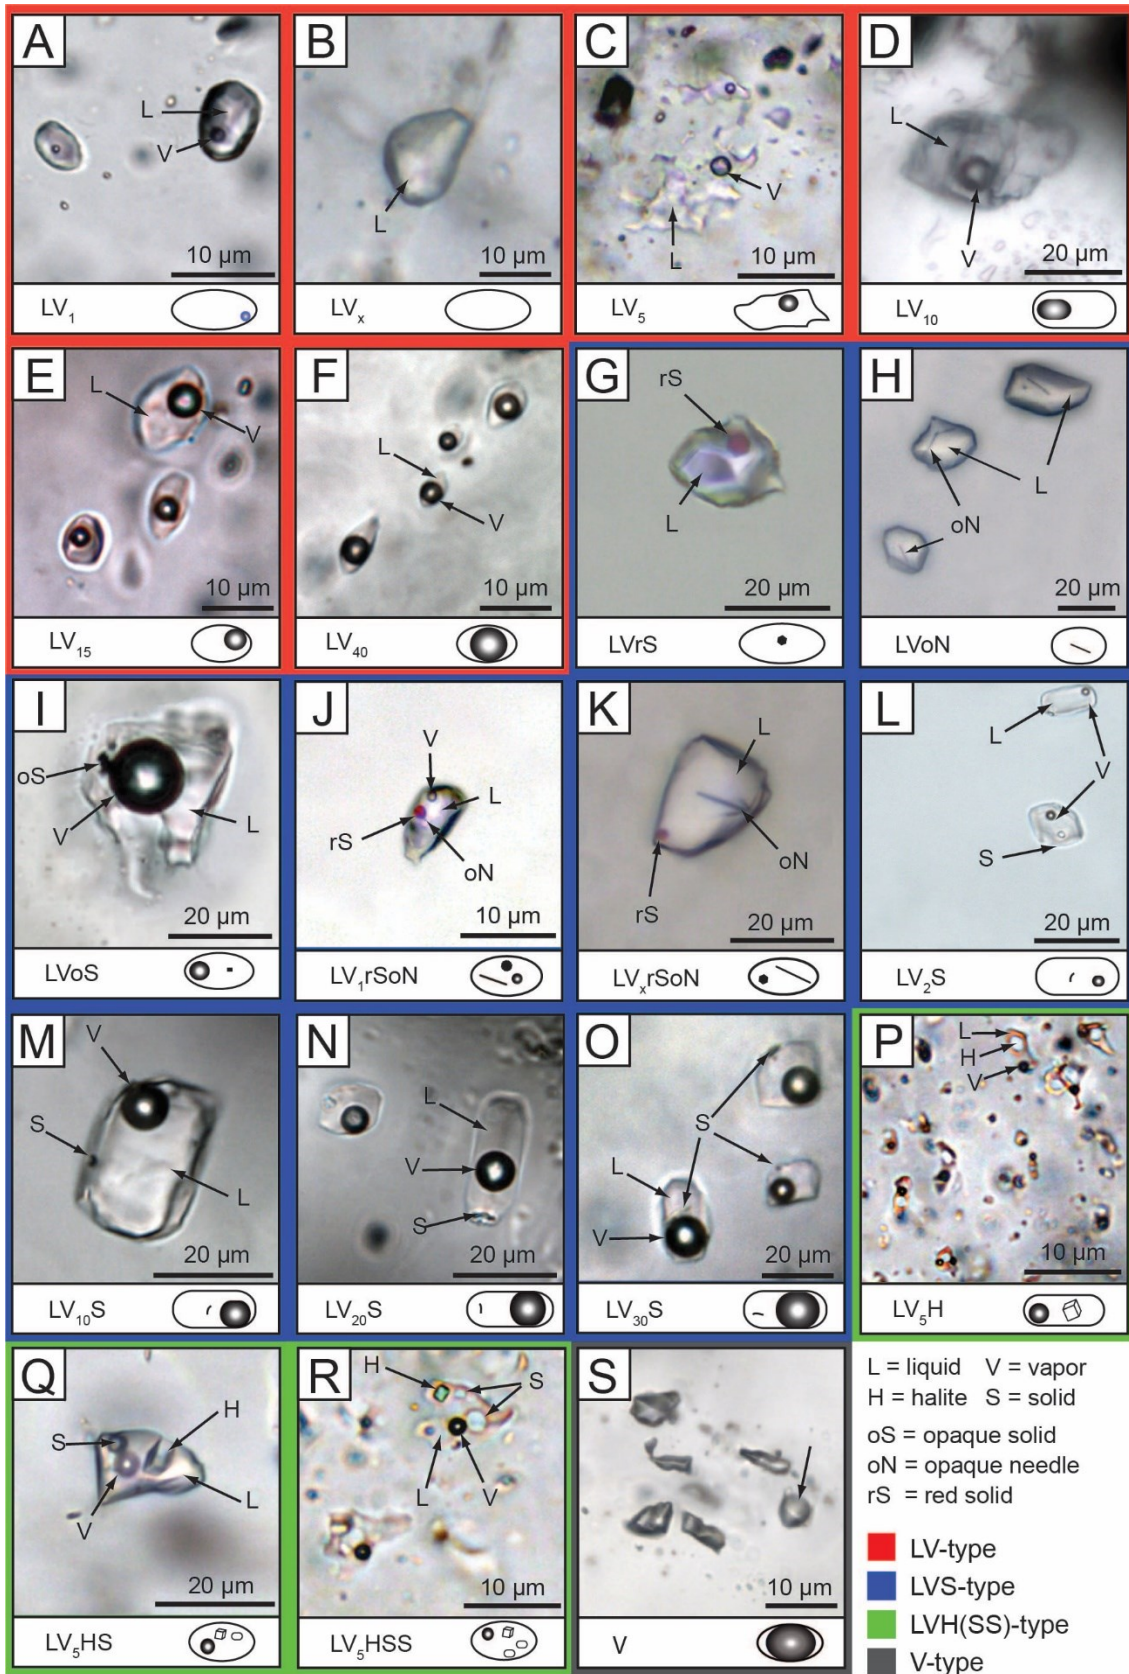 A
L
V
10 µm
LV1
B
L
10 µm
LVx
C
V
L
10 µm
LV5
D
L
V
20 µm
LV10
E
L
V
10 µm
LV15
F
L
V
10 µm
LV40
G
rS
L
20 µm
LVrS
H
L
oN
20 µm
LVoN
I
oS
V
L
20 µm
LVoS
J
V
L
rS
oN
10 µm
LV1rSoN
K
L
oN
rS
20 µm
LVxrSoN
L
L
V
S
20 µm
LV2S
M
V
S
L
20 µm
LV10S
N
L
V
S
20 µm
LV20S
O
S
L
V
20 µm
LV30S
P
L
H
V
10 µm
LV5H
Q
H
S
L
V
20 µm
LV5HS
R
H
S
L
V
10 µm
LV5HSS
S
10 µm
V
L = liquid V = vapor
H = halite S = solid
oS = opaque solid
oN = opaque needle
rS = red solid
LV-type
LVS-type
LVH(SS)-type
V-type